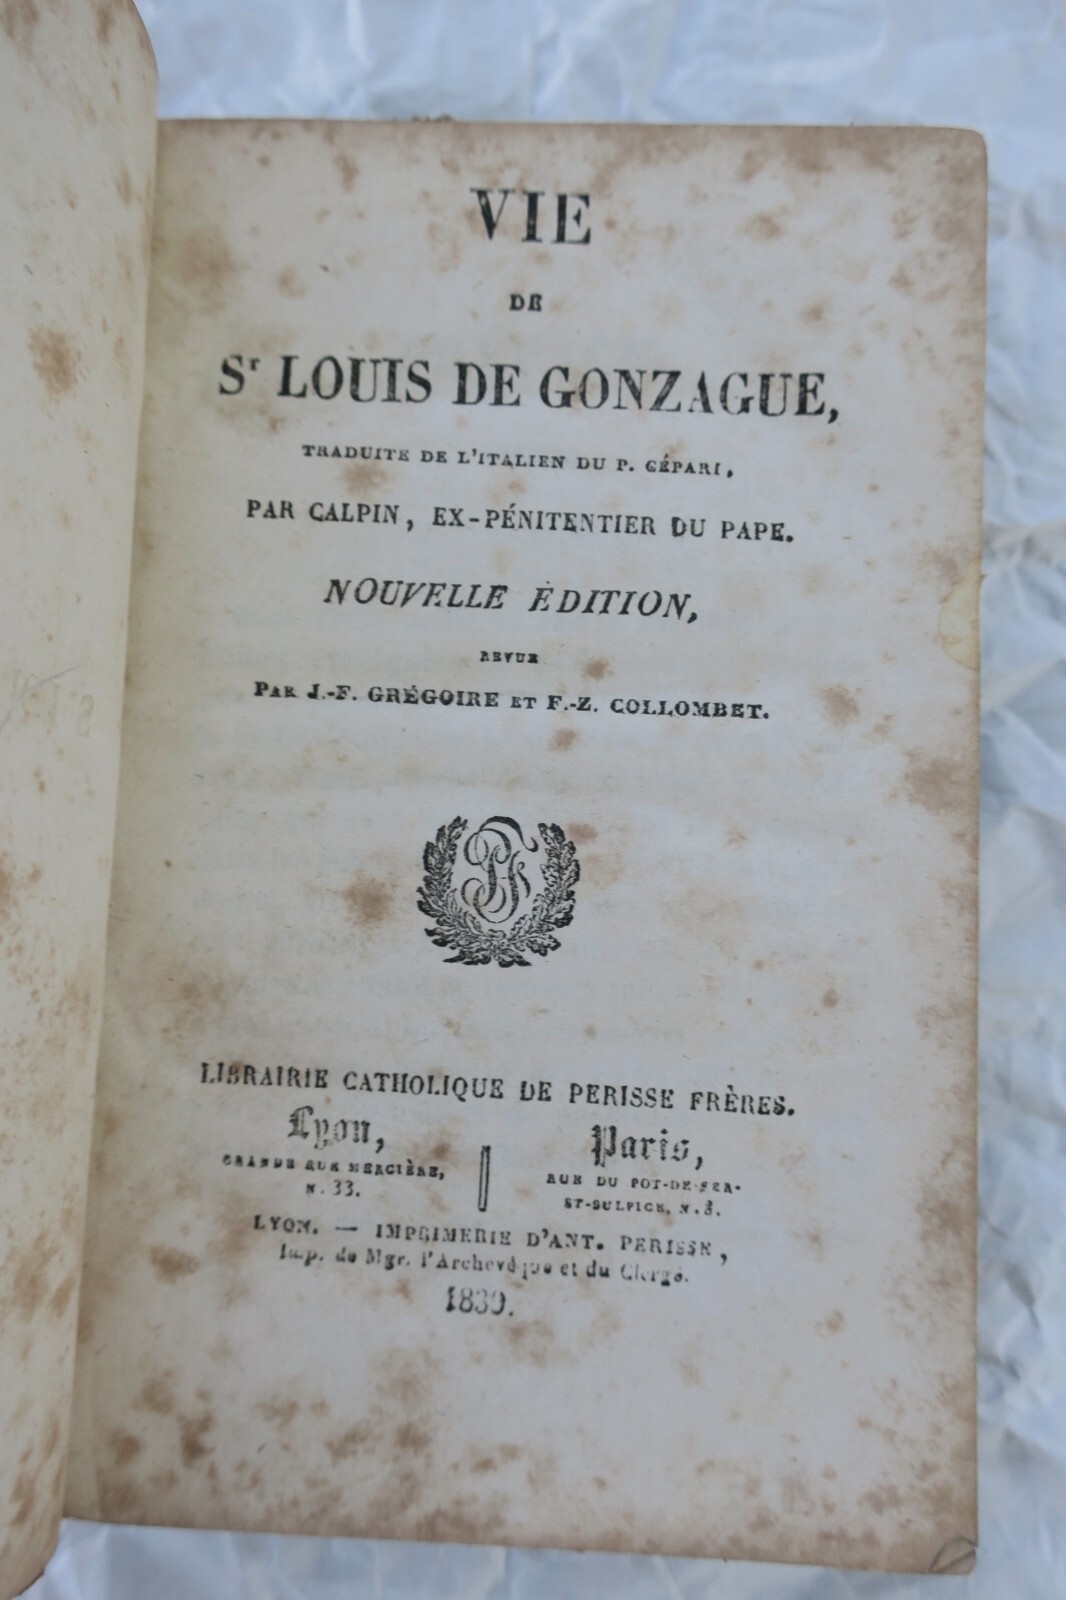 VIE
DE
Sᵗ LOUIS DE GONZAGUE,
TRADUITE DE L'ITALIEN DU P. CÉPARI,
PAR CALPIN, EX-PÉNITENTIER DU PAPE.
NOUVELLE ÉDITION,
REVUE
PAR J.-F. GRÉGOIRE ET F.-Z. COLLOMBET.
LIBRAIRIE CATHOLIQUE DE PERISSE FRÈRES.
Lyon,
GRANDE RUE MERCIÈRE,
N. 33.
Paris,
RUE DU POT-DE-FER-
ST-SULPICE, N. 8.
LYON. — IMPRIMERIE D'ANT. PERISSE,
Imp. de Mgr. l'Archevêque et du Clergé.
1839.